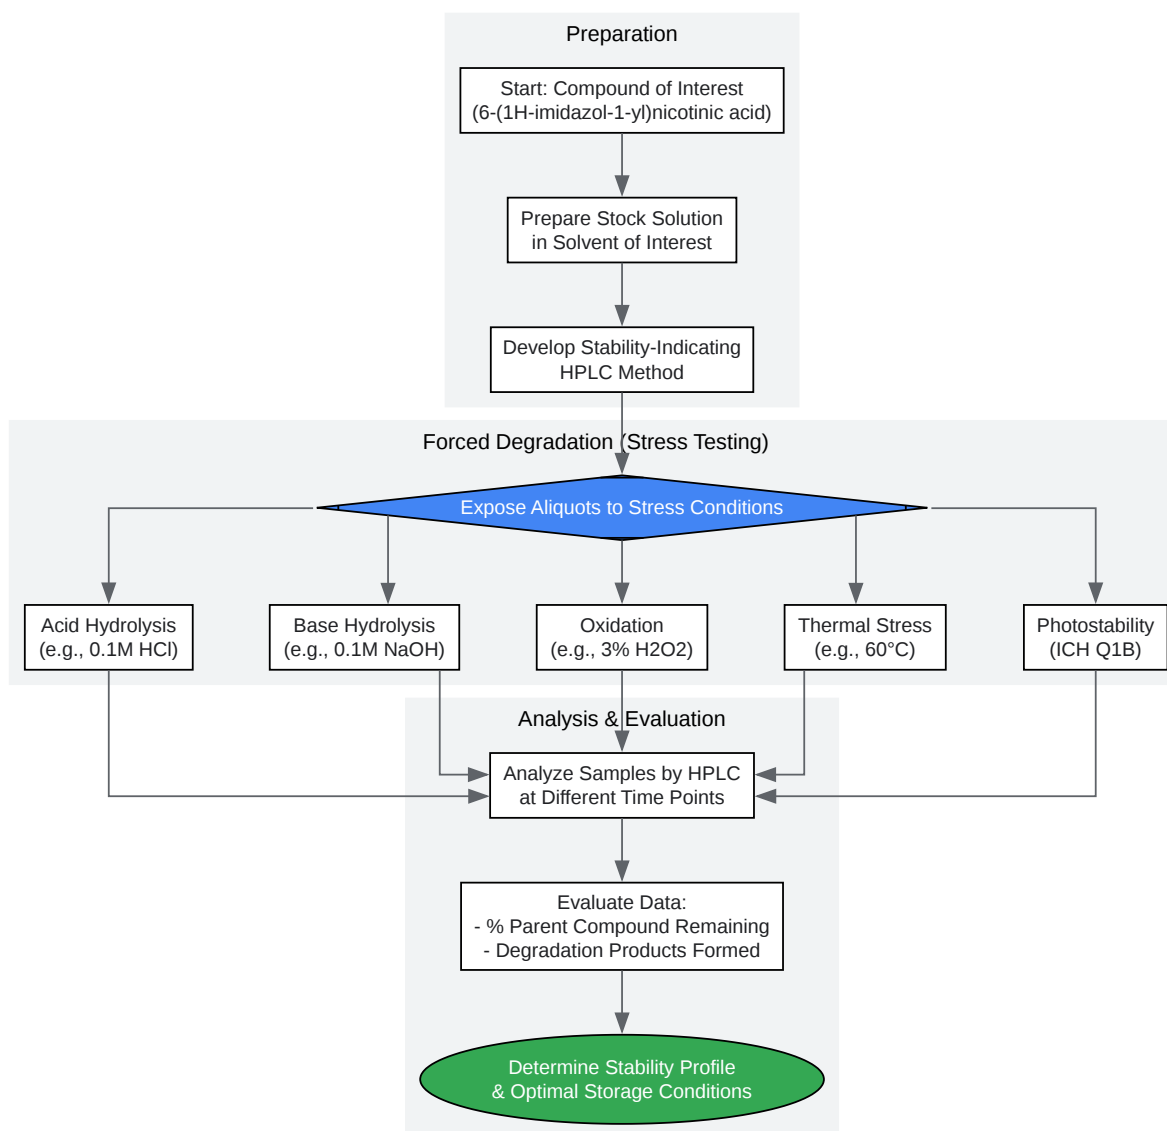 Preparation
Start: Compound of Interest
(6-(1H-imidazol-1-yl)nicotinic acid)
Prepare Stock Solution
in Solvent of Interest
Develop Stability-Indicating
HPLC Method
Forced Degradation (Stress Testing)
Expose Aliquots to Stress Conditions
Acid Hydrolysis
(e.g., 0.1M HCl)
Base Hydrolysis
(e.g., 0.1M NaOH)
Oxidation
(e.g., 3% H2O2)
Thermal Stress
(e.g., 60°C)
Photostability
(ICH Q1B)
Analysis & Evaluation
Analyze Samples by HPLC
at Different Time Points
Evaluate Data:
- % Parent Compound Remaining
- Degradation Products Formed
Determine Stability Profile
& Optimal Storage Conditions